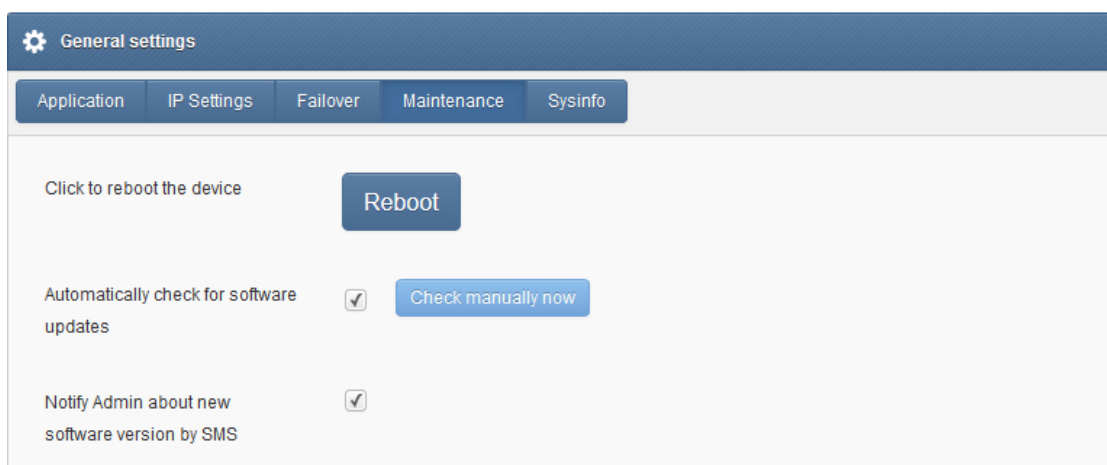 General settings
Application IP Settings Failover Maintenance Sysinfo
Click to reboot the device
Reboot
Automatically check for software
updates
Check manually now
Notify Admin about new
software version by SMS